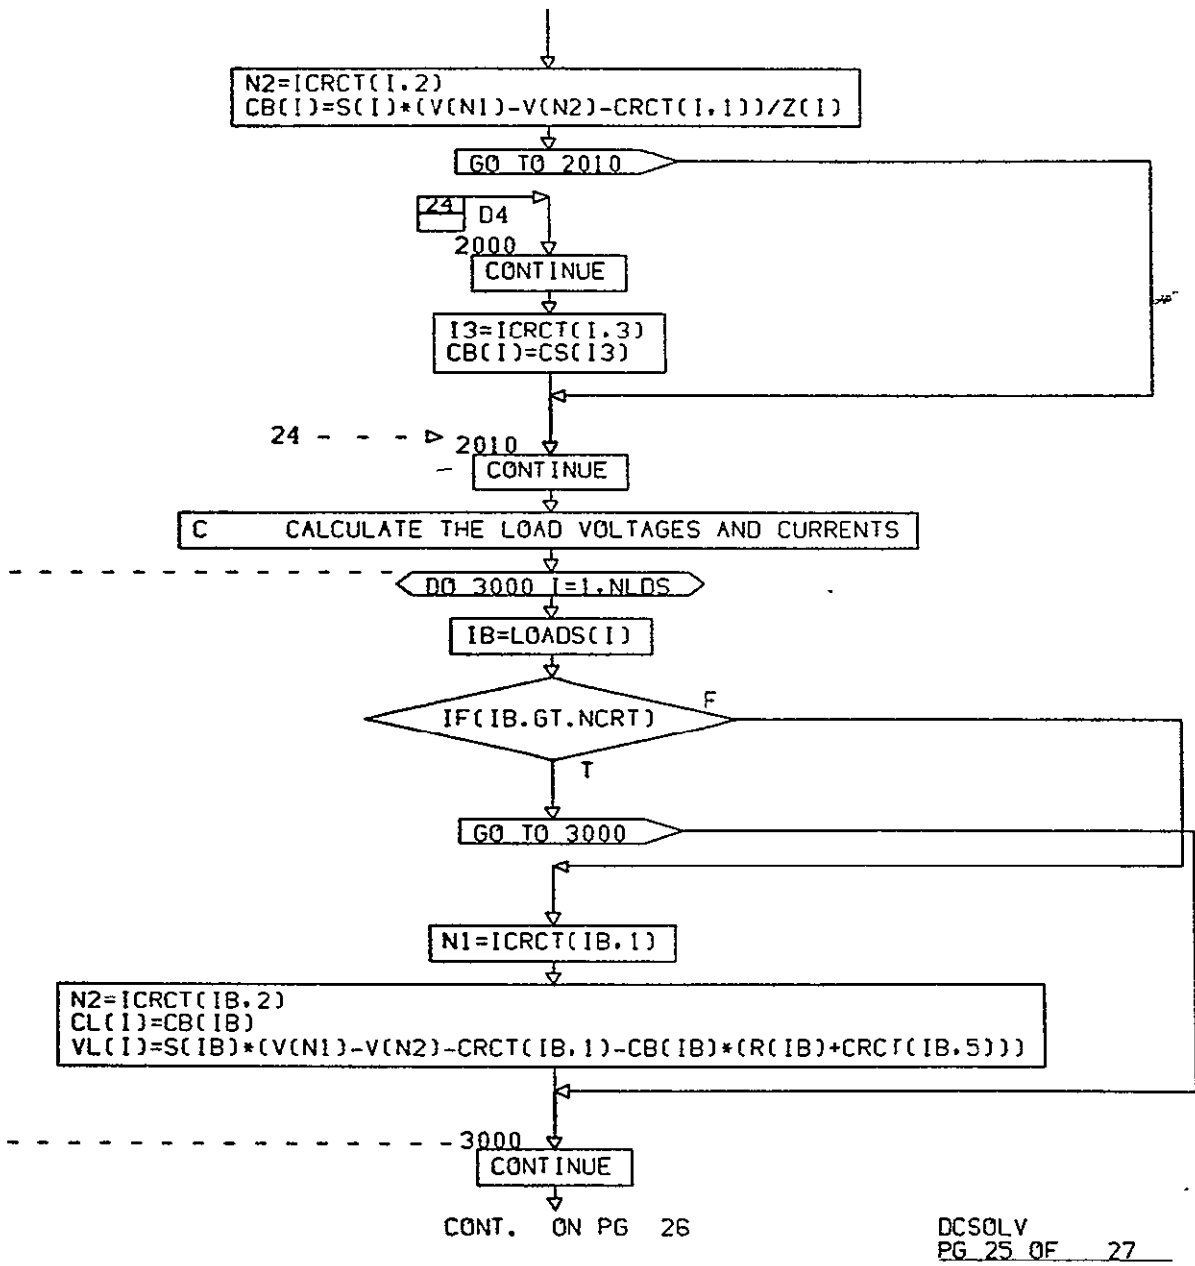 N2=ICRCT(I.2)
CB(I)=S(I)*(V(N1)-V(N2)-CRCT(I.1))/Z(I)
GO TO 2010
24
D4
2000
CONTINUE
I3=ICRCT(I.3)
CB(I)=CS(I3)
24 - - - 
2010
CONTINUE
C CALCULATE THE LOAD VOLTAGES AND CURRENTS
DO 3000 I=1.NLDS
IB=LOADS(I)
IF(IB.GT.NCRT)
F
T
GO TO 3000
N1=ICRCT(IB.1)
N2=ICRCT(IB.2)
CL(I)=CB(IB)
VL(I)=S(IB)*(V(N1)-V(N2)-CRCT(IB.1)-CB(IB)*(R(IB)+CRCT(IB.5)))
3000
CONTINUE
CONT. ON PG 26
DCSOLV
PG 25 OF 27